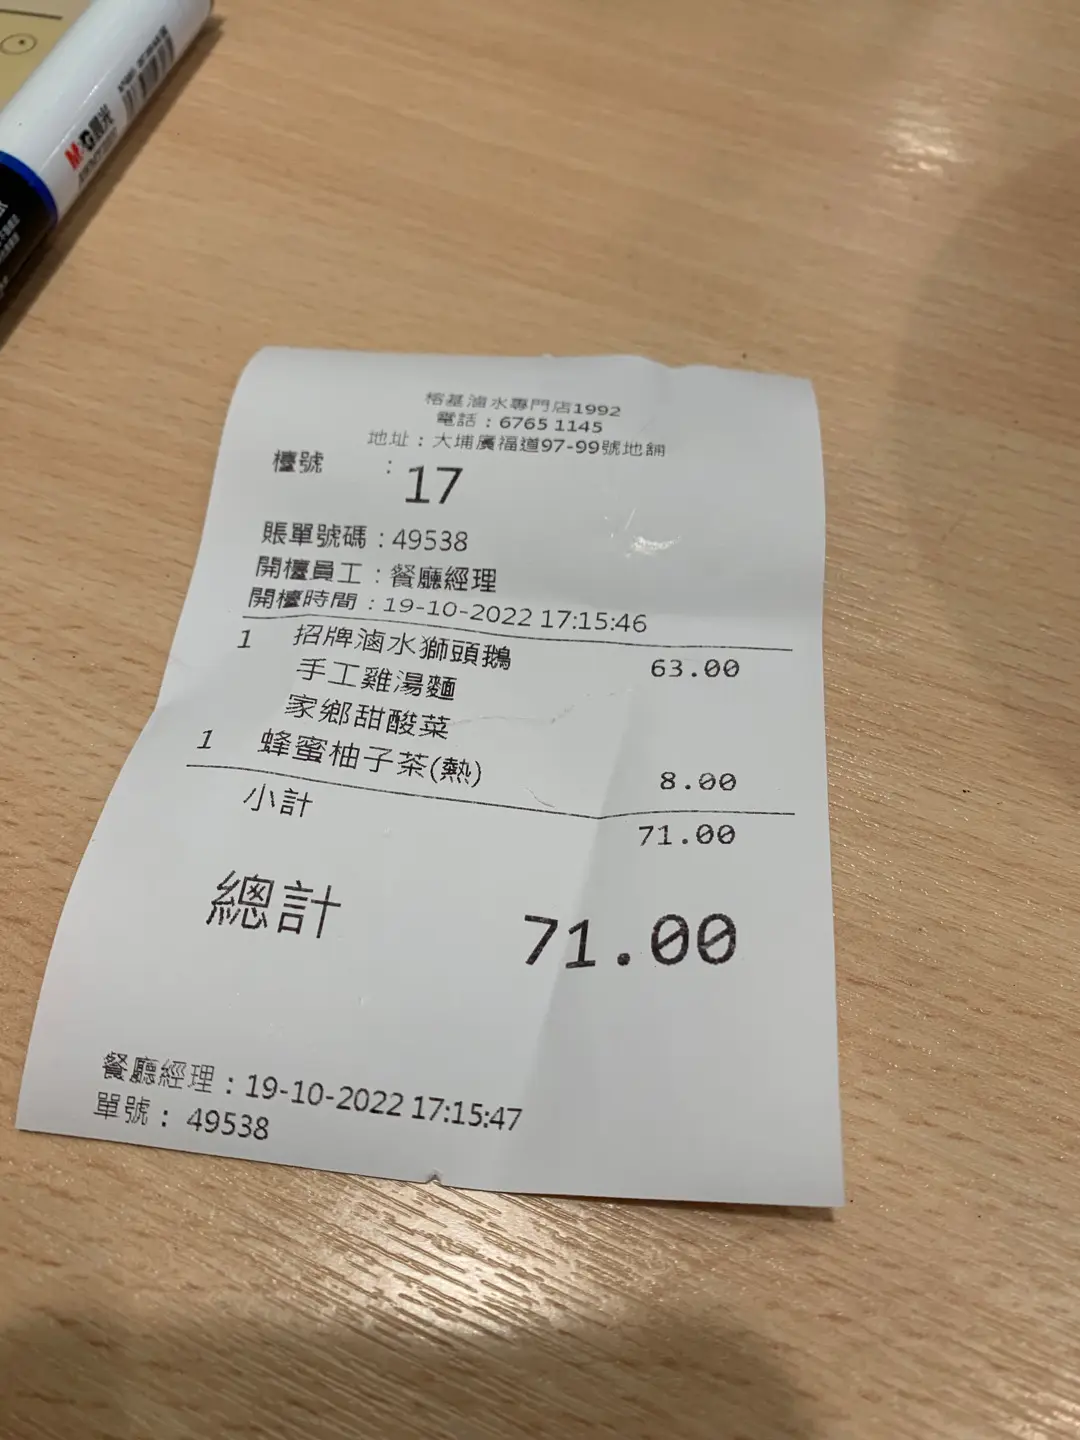 M&G晨光
榕基滷水專門店1992
電話：6765 1145
地址：大埔廣福道97-99號地舖
檯號 : 17
賬單號碼：49538
開檯員工：餐廳經理
開檯時間：19-10-2022 17:15:46
1 招牌滷水獅頭鵝 63.00
手工雞湯麵
家鄉甜酸菜
1 蜂蜜柚子茶(熱) 8.00
小計 71.00
總計 71.00
餐廳經理：19-10-2022 17:15:47
單號：49538